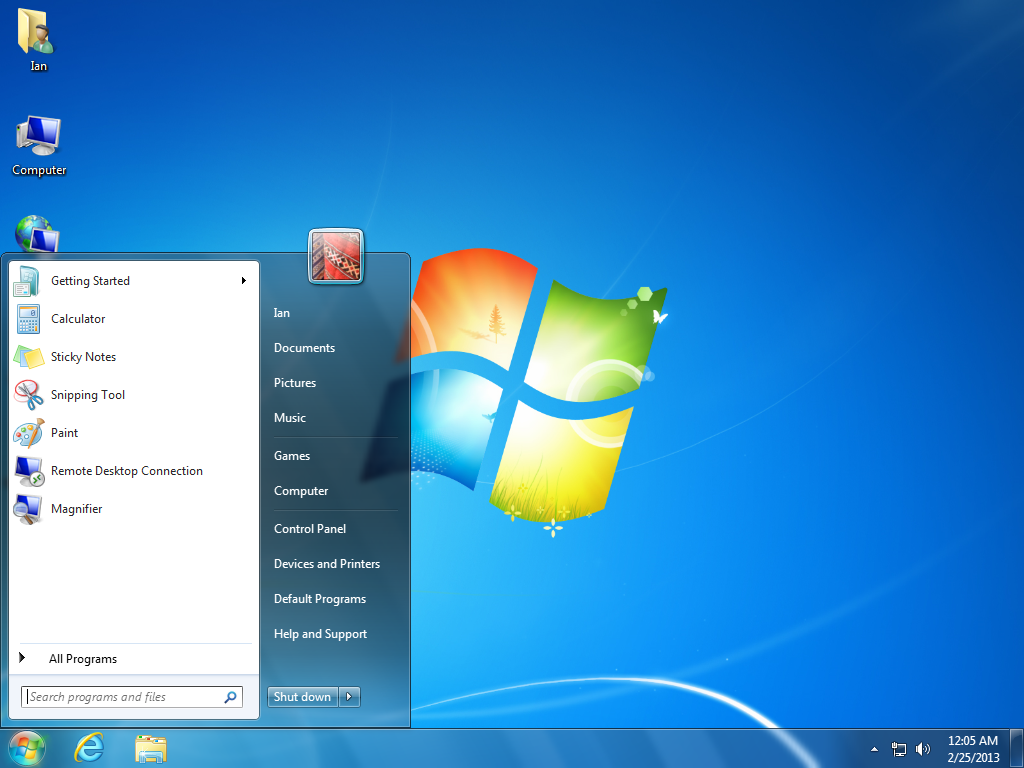 Ian
Computer
Getting Started
Calculator
Sticky Notes
Snipping Tool
Paint
Remote Desktop Connection
Magnifier
All Programs
Search programs and files
Ian
Documents
Pictures
Music
Games
Computer
Control Panel
Devices and Printers
Default Programs
Help and Support
Shut down
12:05 AM
2/25/2013